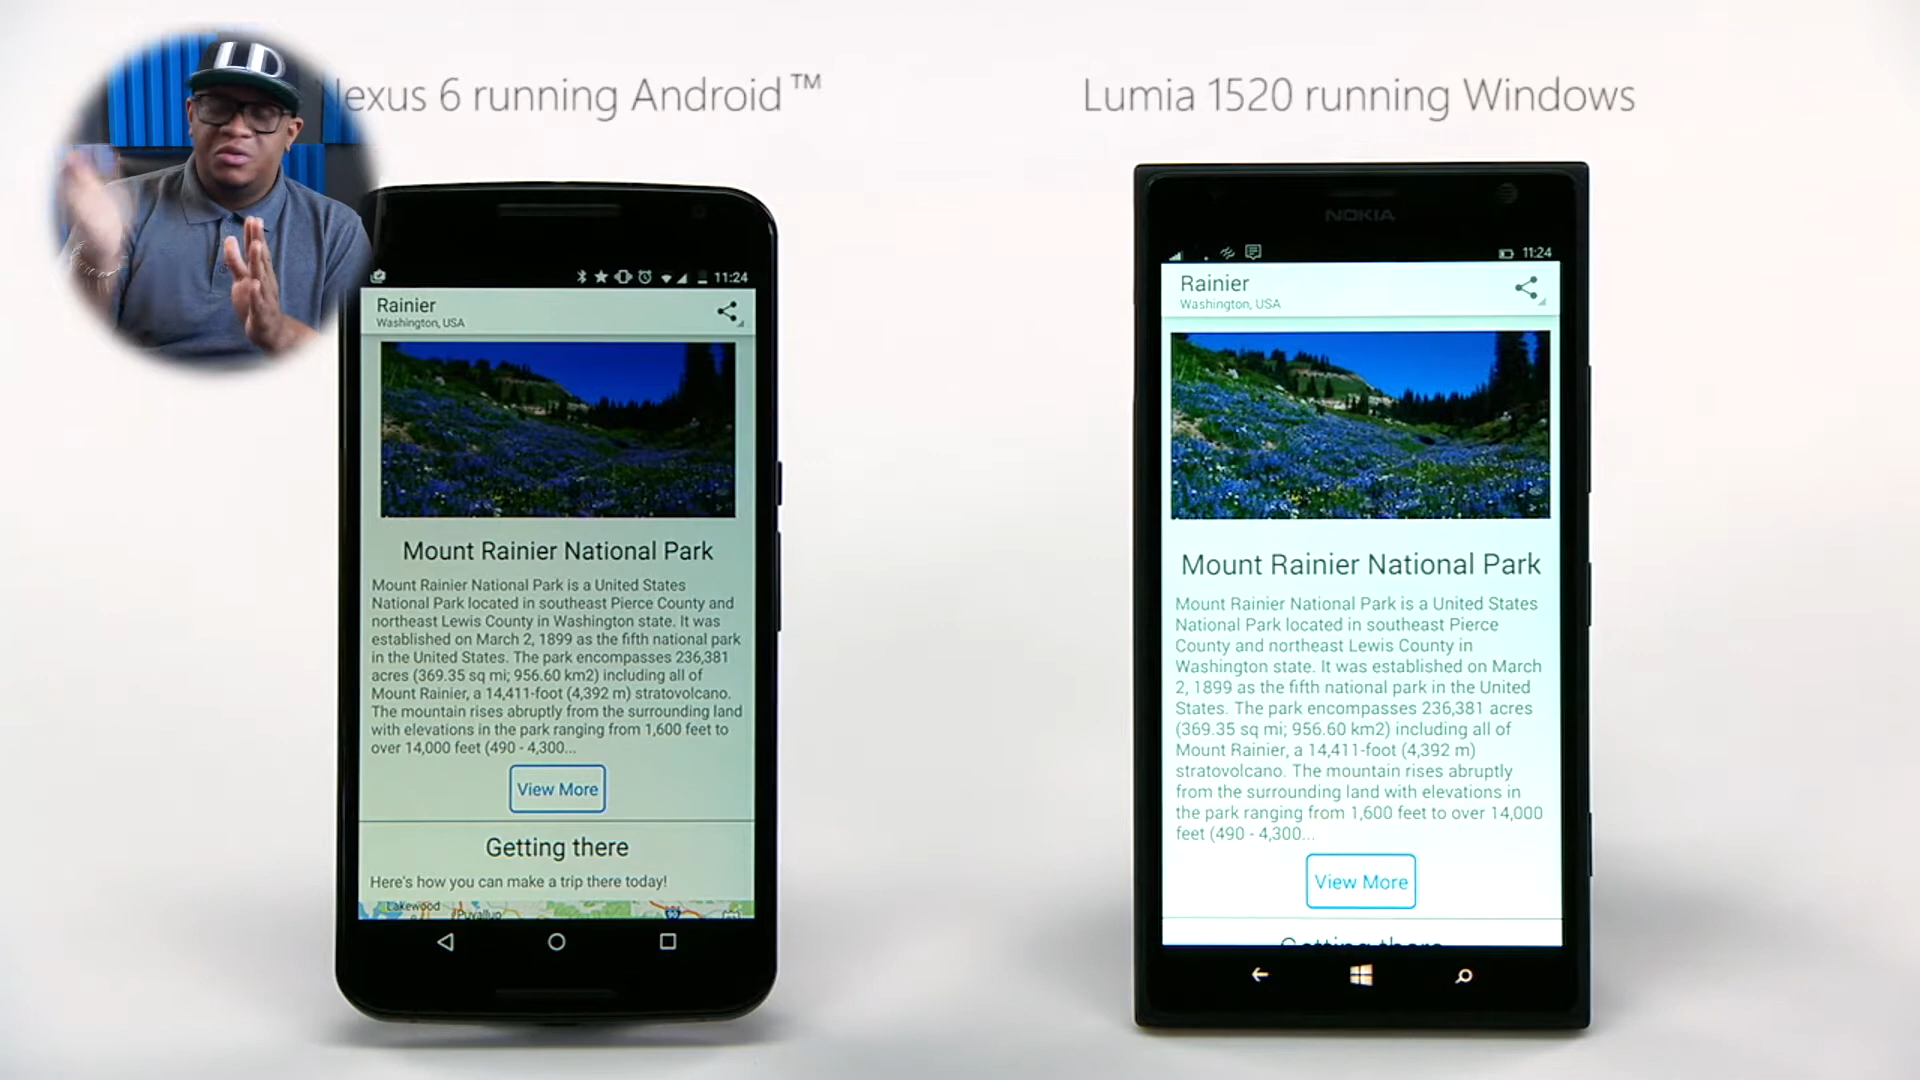 LD
exus 6 running Android™
Lumia 1520 running Windows
NOKIA
11:24
Rainier
Washington, USA
Mount Rainier National Park
Mount Rainier National Park is a United States
National Park located in southeast Pierce County and
northeast Lewis County in Washington state. It was
established on March 2, 1899 as the fifth national park
in the United States. The park encompasses 236,381
acres (369.35 sq mi; 956.60 km2) including all of
Mount Rainier, a 14,411-foot (4,392 m) stratovolcano.
The mountain rises abruptly from the surrounding land
with elevations in the park ranging from 1,600 feet to
over 14,000 feet (490 - 4,300...
View More
Getting there
Here's how you can make a trip there today!
Lakewood
Puyallup
11:24
Rainier
Washington, USA
Mount Rainier National Park
Mount Rainier National Park is a United States
National Park located in southeast Pierce
County and northeast Lewis County in
Washington state. It was established on March
2, 1899 as the fifth national park in the United
States. The park encompasses 236,381 acres
(369.35 sq mi; 956.60 km2) including all of
Mount Rainier, a 14,411-foot (4,392 m)
stratovolcano. The mountain rises abruptly
from the surrounding land with elevations in
the park ranging from 1,600 feet to over 14,000
feet (490 - 4,300...
View More
Getting there